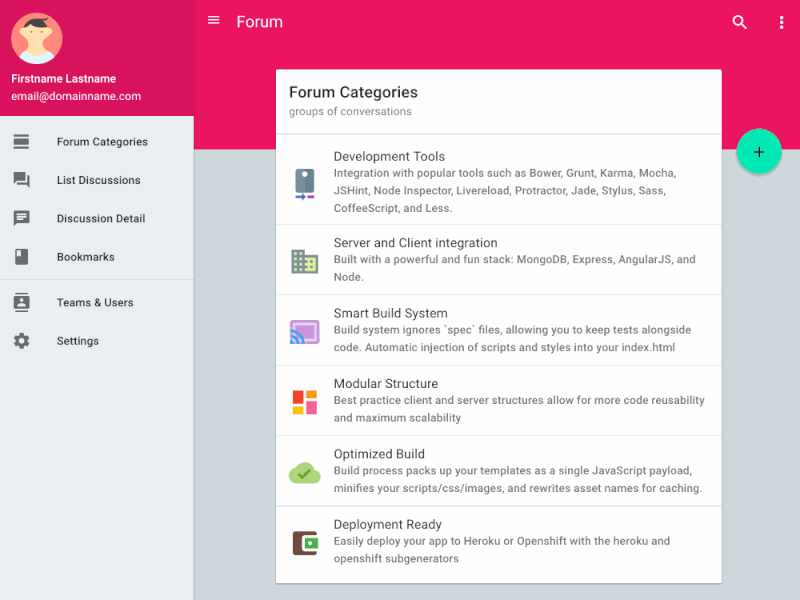 Firstname Lastname
email@domainname.com
Forum Categories
List Discussions
Discussion Detail
Bookmarks
Teams & Users
Settings
Forum
Forum Categories
groups of conversations
Development Tools
Integration with popular tools such as Bower, Grunt, Karma, Mocha,
JSHint, Node Inspector, Livereload, Protractor, Jade, Stylus, Sass,
CoffeeScript, and Less.
Server and Client integration
Built with a powerful and fun stack: MongoDB, Express, AngularJS, and
Node.
Smart Build System
Build system ignores `spec` files, allowing you to keep tests alongside
code. Automatic injection of scripts and styles into your index.html
Modular Structure
Best practice client and server structures allow for more code reusability
and maximum scalability
Optimized Build
Build process packs up your templates as a single JavaScript payload,
minifies your scripts/css/images, and rewrites asset names for caching.
Deployment Ready
Easily deploy your app to Heroku or Openshift with the heroku and
openshift subgenerators